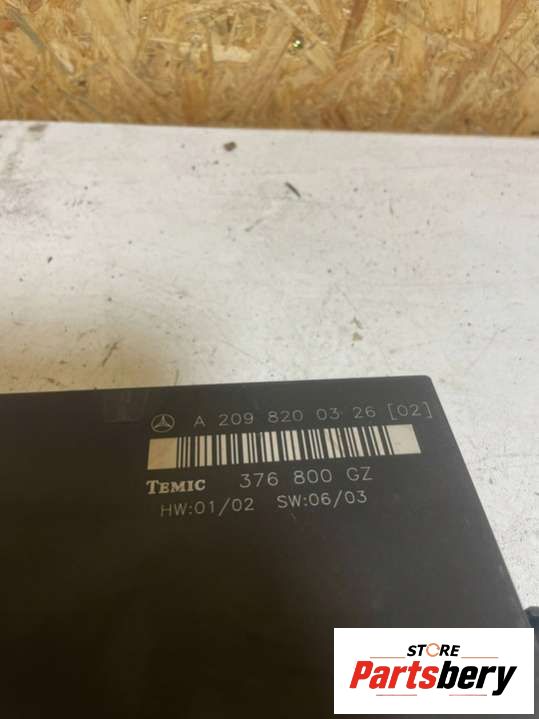 A 209 820 03 26 [02]
TEMIC 376 800 GZ
HW:01/02 SW:06/03
STORE
Partsbery